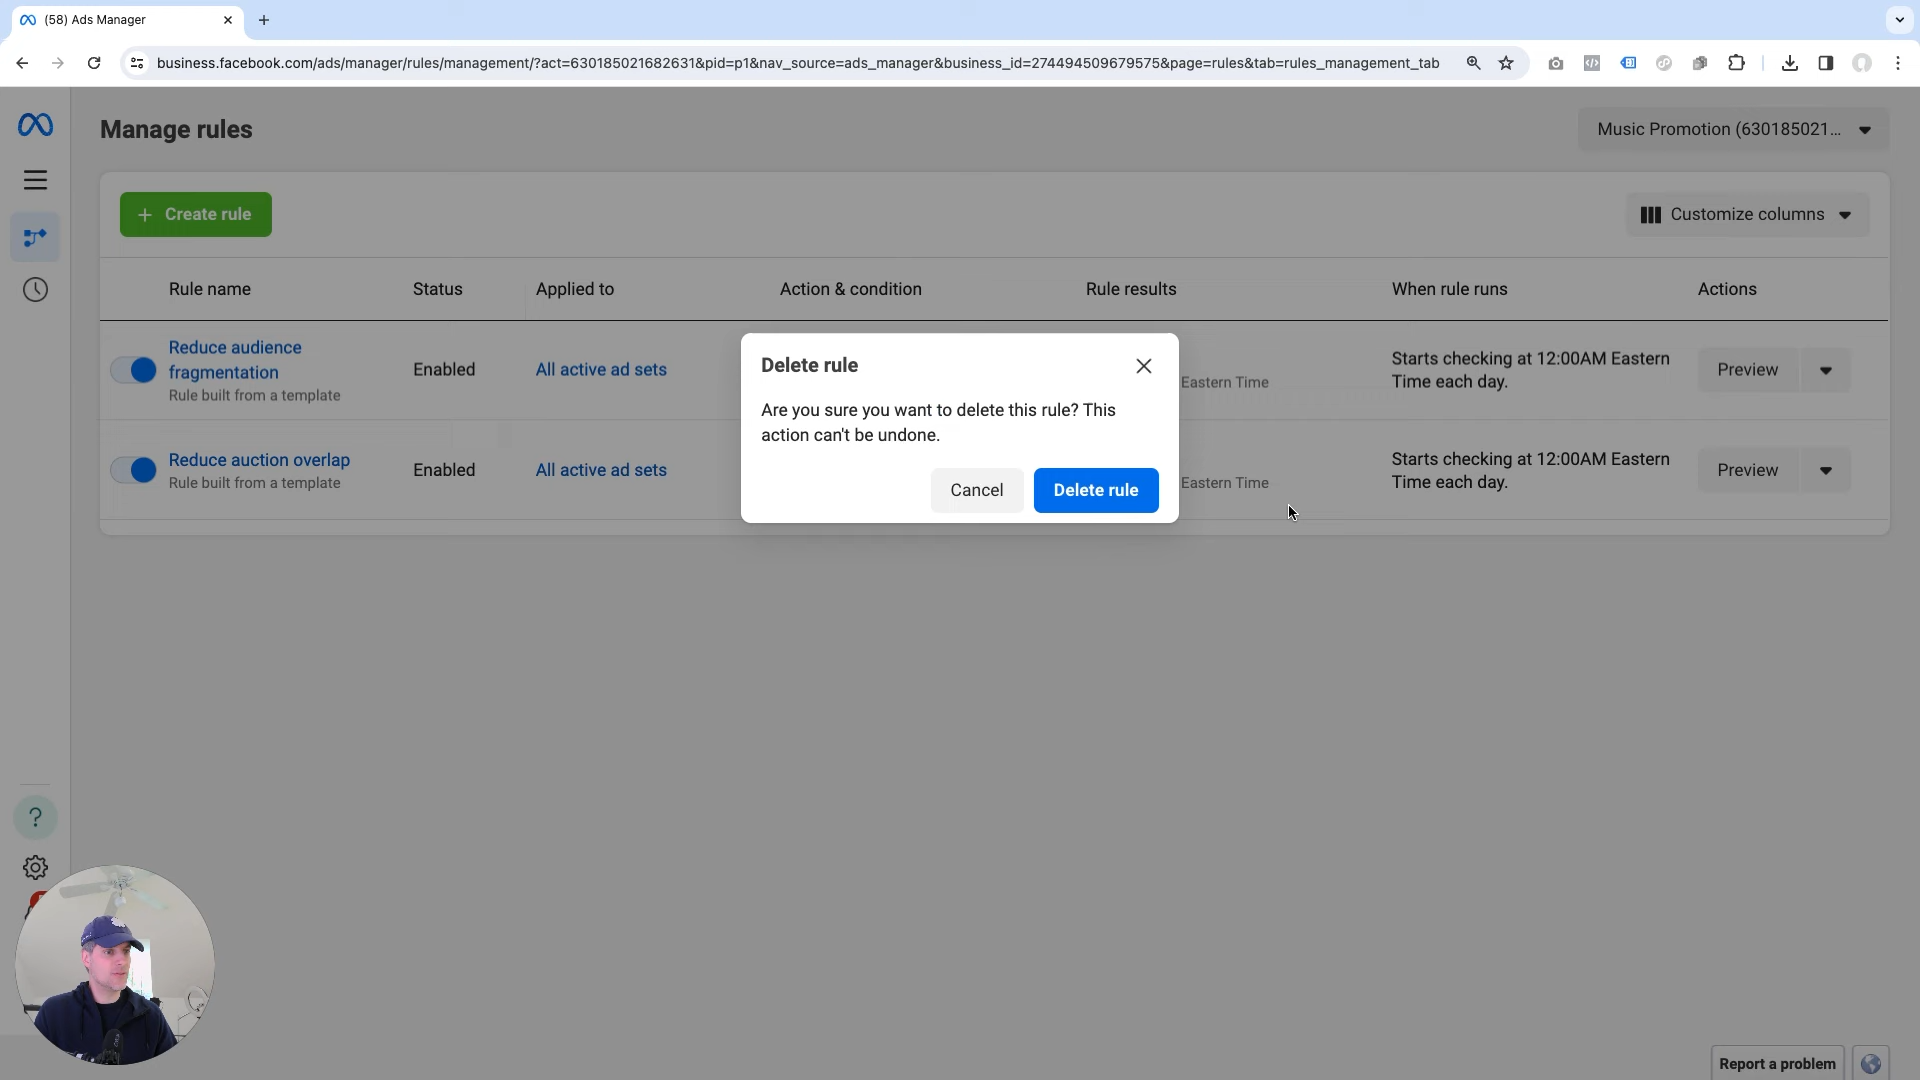 (58) Ads Manager
business.facebook.com/ads/manager/rules/management/?act=630185021682631&pid=p1&nav_source=ads_manager&business_id=274494509679575&page=rules&tab=rules_management_tab
Manage rules
Music Promotion (630185021...
+ Create rule
Customize columns
Rule name Status Applied to Action & condition Rule results When rule runs Actions
Reduce audience
fragmentation
Rule built from a template
Enabled
All active ad sets
Eastern Time
Starts checking at 12:00AM Eastern
Time each day.
Preview
Reduce auction overlap
Rule built from a template
Enabled
All active ad sets
Eastern Time
Starts checking at 12:00AM Eastern
Time each day.
Preview
Delete rule
Are you sure you want to delete this rule? This
action can't be undone.
Cancel
Delete rule
?
Report a problem